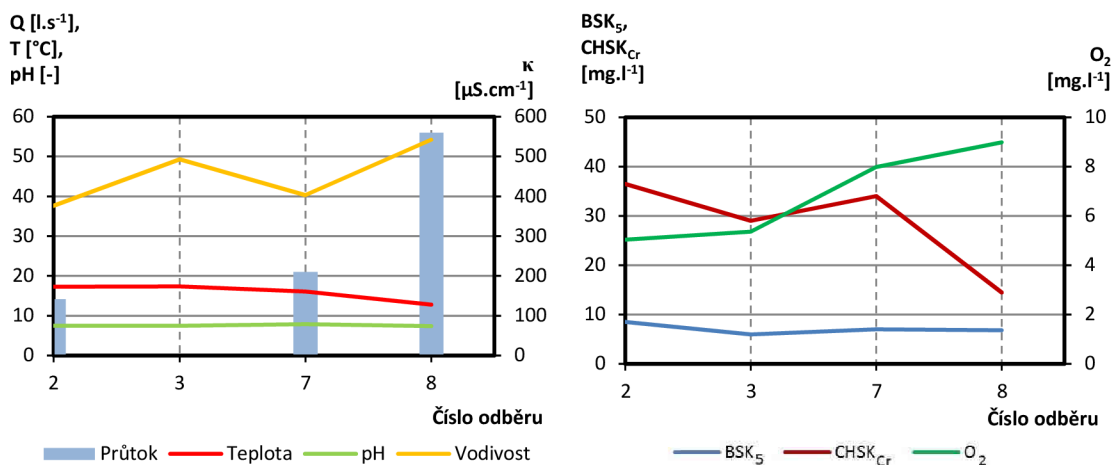 Q [l.s⁻¹],
T [°C],
pH [-]
κ
[µS.cm⁻¹]
60
50
40
30
20
10
0
600
500
400
300
200
100
0
2 3 7 8
Číslo odběru
Průtok Teplota pH Vodivost
BSK₅,
CHSK_Cr
[mg.l⁻¹]
O₂
[mg.l⁻¹]
50
40
30
20
10
0
10
8
6
4
2
0
2 3 7 8
Číslo odběru
BSK₅ CHSK_Cr O₂